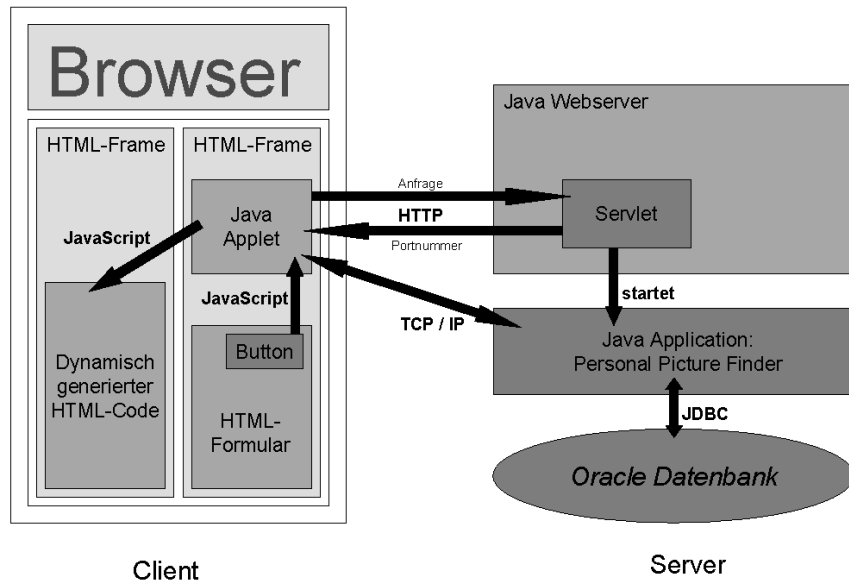 Browser
HTML-Frame
HTML-Frame
JavaScript
Java
Applet
JavaScript
Button
Dynamisch
generierter
HTML-Code
HTML-
Formular
Anfrage
HTTP
Portnummer
TCP / IP
Java Webserver
Servlet
startet
Java Application:
Personal Picture Finder
JDBC
Oracle Datenbank
Client
Server